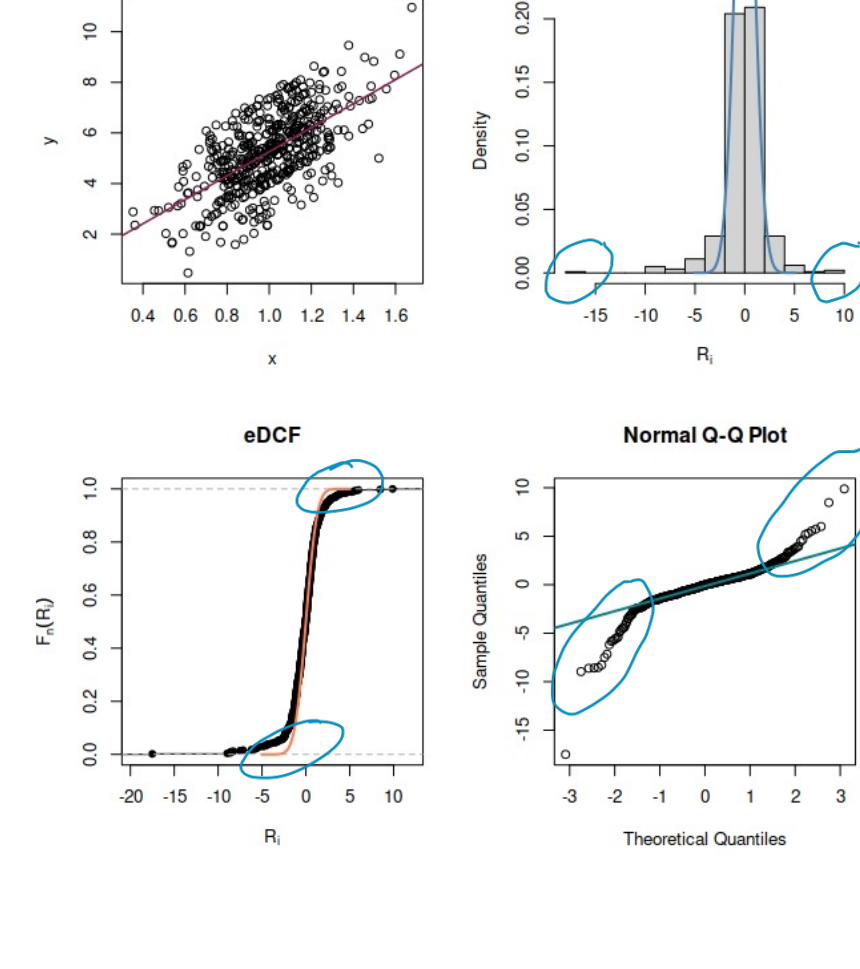 10
8
6
4
2
y
0.4 0.6 0.8 1.0 1.2 1.4 1.6
x
0.20
0.15
0.10
0.05
0.00
Density
-15 -10 -5 0 5 10
Rᵢ
eDCF
1.0
0.8
0.6
0.4
0.2
0.0
Fₙ(Rᵢ)
-20 -15 -10 -5 0 5 10
Rᵢ
Normal Q-Q Plot
10
5
0
-5
-10
-15
Sample Quantiles
-3 -2 -1 0 1 2 3
Theoretical Quantiles